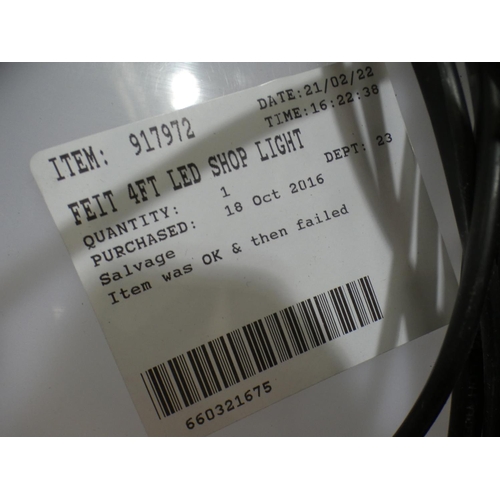 DATE:21/02/22
TIME:16:22:38
ITEM: 917972
FEIT 4FT LED SHOP LIGHT
DEPT: 23
QUANTITY: 1
PURCHASED: 18 Oct 2016
Salvage
Item was OK & then failed
660321675